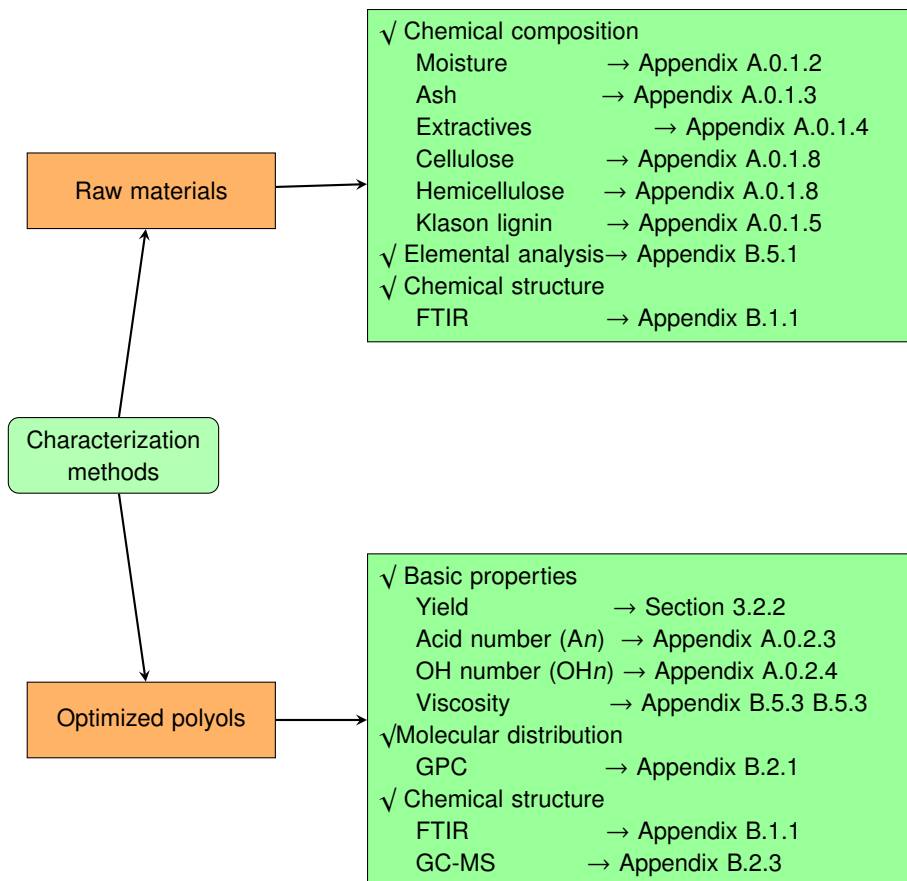 √ Chemical composition
Moisture → Appendix A.0.1.2
Ash → Appendix A.0.1.3
Extractives → Appendix A.0.1.4
Cellulose → Appendix A.0.1.8
Hemicellulose → Appendix A.0.1.8
Klason lignin → Appendix A.0.1.5
√ Elemental analysis→ Appendix B.5.1
√ Chemical structure
FTIR → Appendix B.1.1
Raw materials
Characterization
methods
Optimized polyols
√ Basic properties
Yield → Section 3.2.2
Acid number (An) → Appendix A.0.2.3
OH number (OHn) → Appendix A.0.2.4
Viscosity → Appendix B.5.3 B.5.3
√Molecular distribution
GPC → Appendix B.2.1
√ Chemical structure
FTIR → Appendix B.1.1
GC-MS → Appendix B.2.3